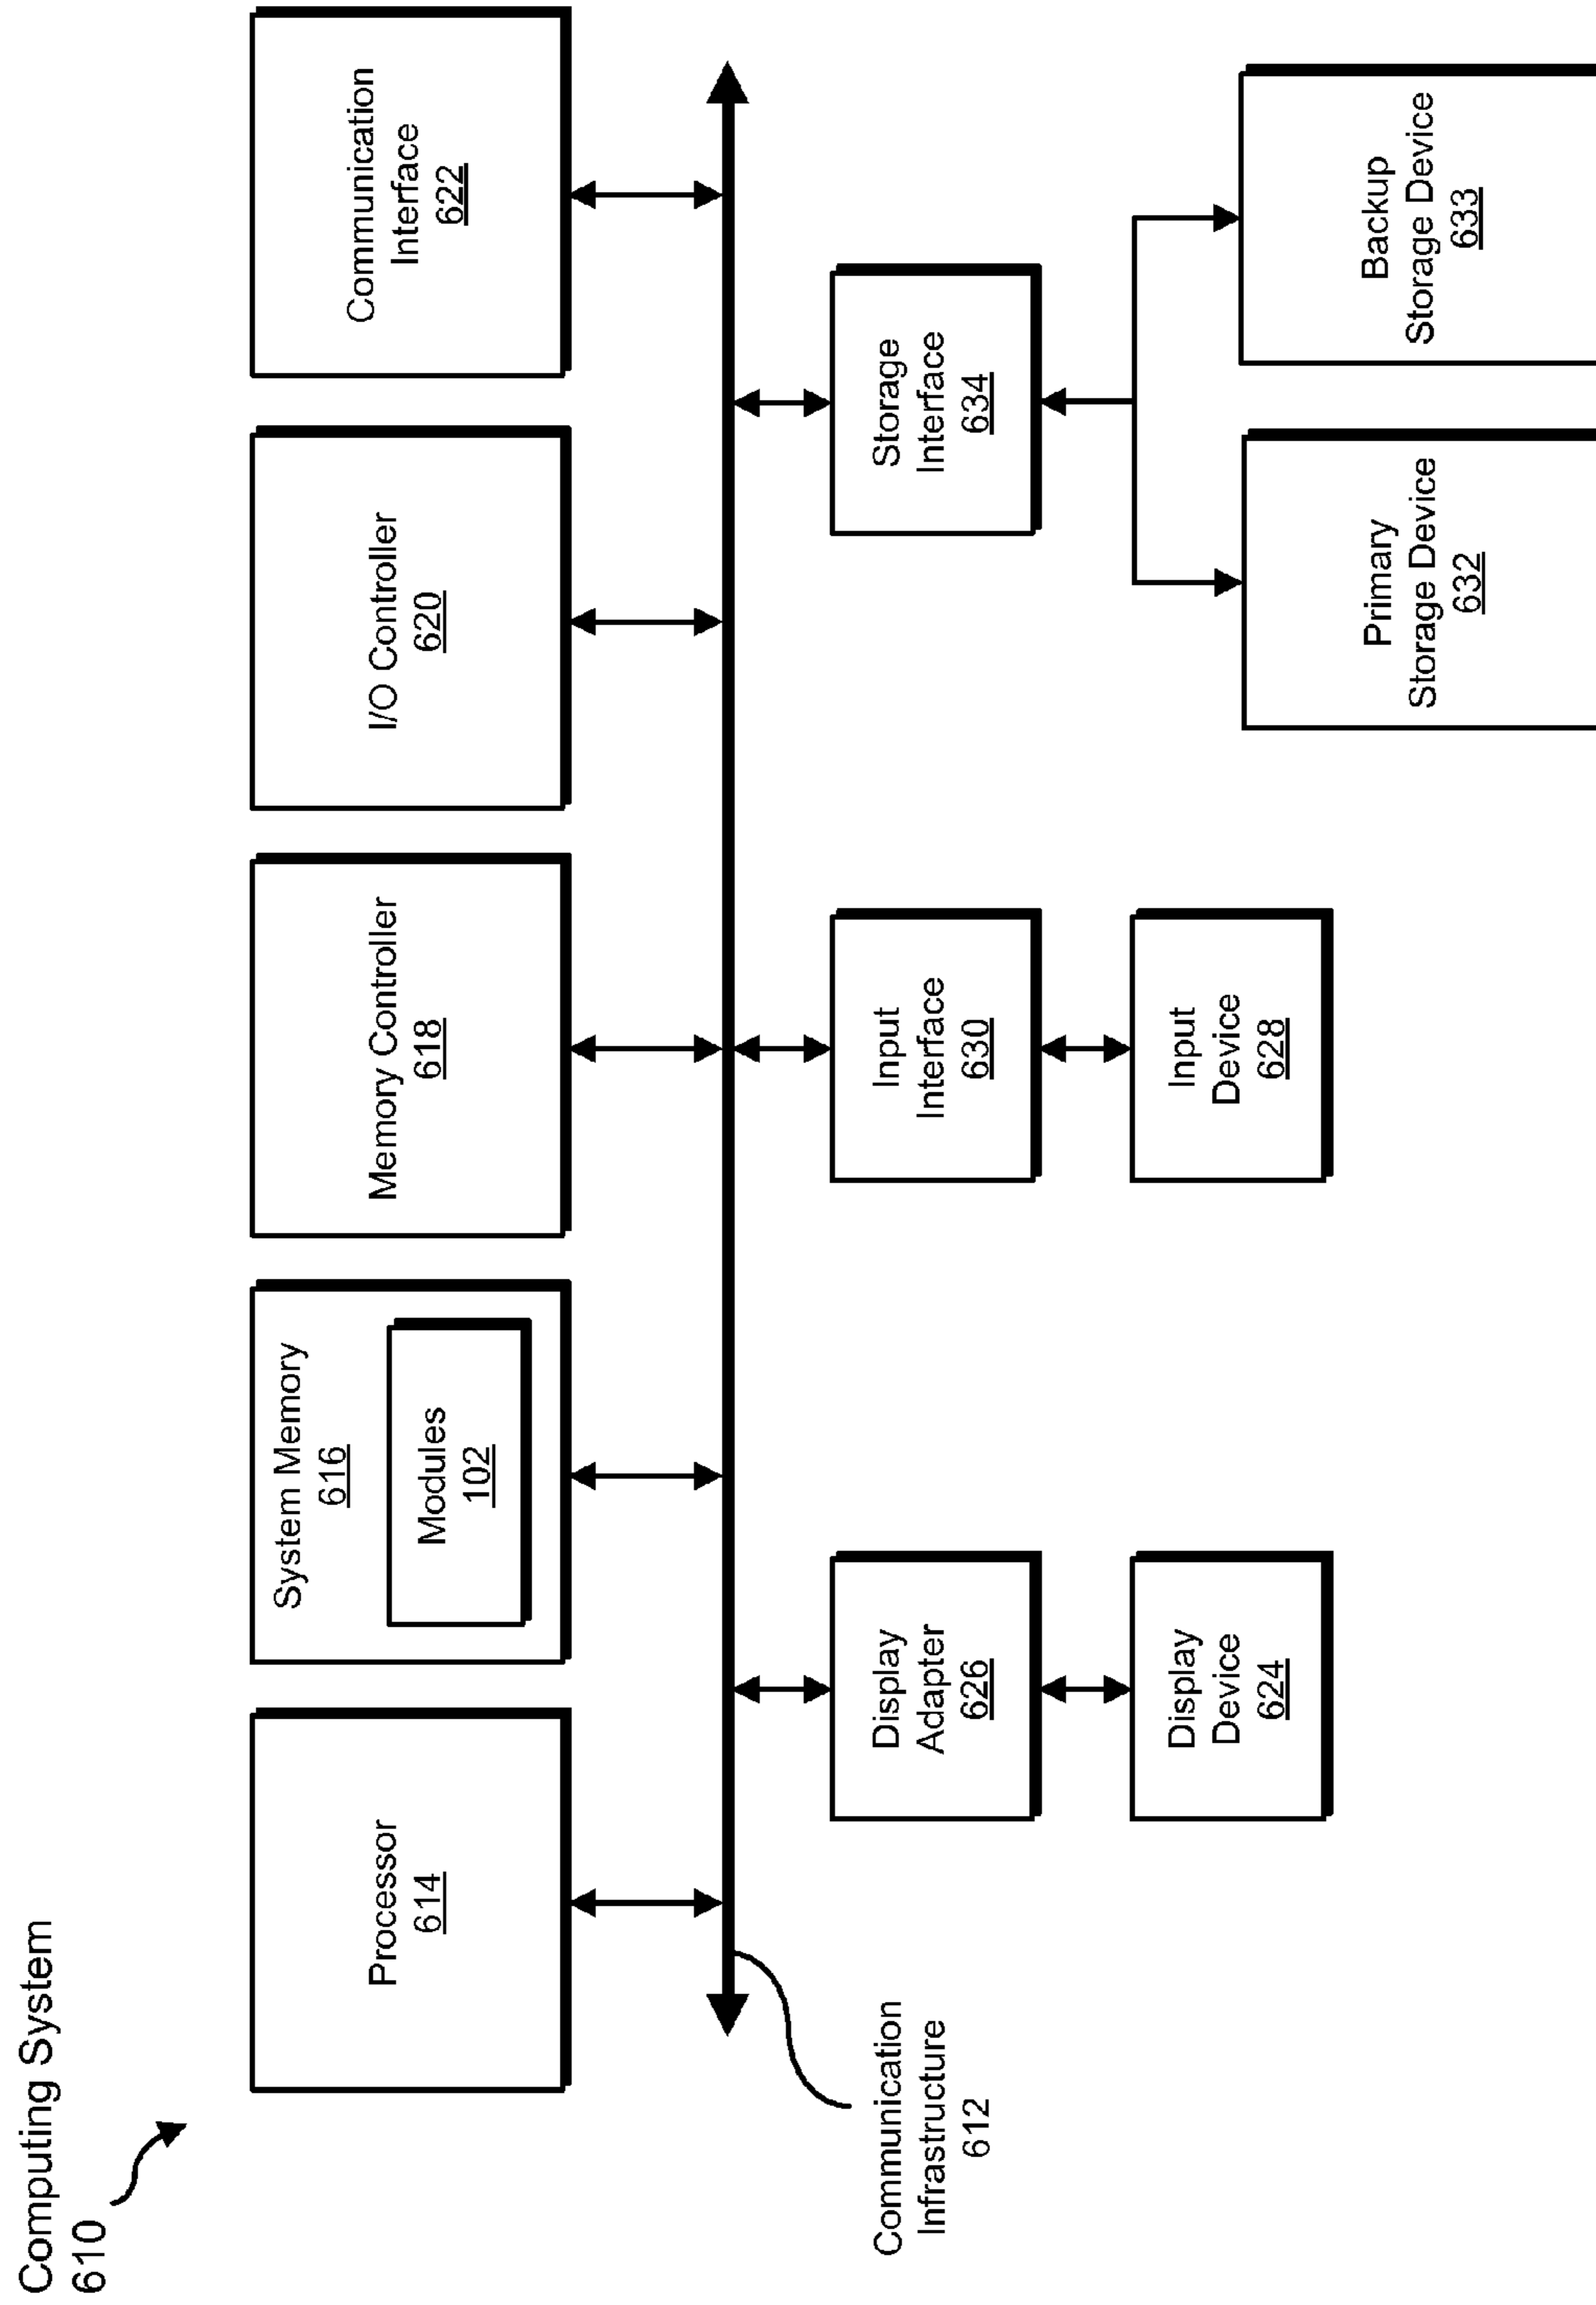 Computing System
610
Processor
614
System Memory
616
Modules
102
Memory Controller
618
I/O Controller
620
Communication
Interface
622
Communication
Infrastructure
612
Display
Adapter
626
Input
Interface
630
Storage
Interface
634
Display
Device
624
Input
Device
628
Primary
Storage Device
632
Backup
Storage Device
633